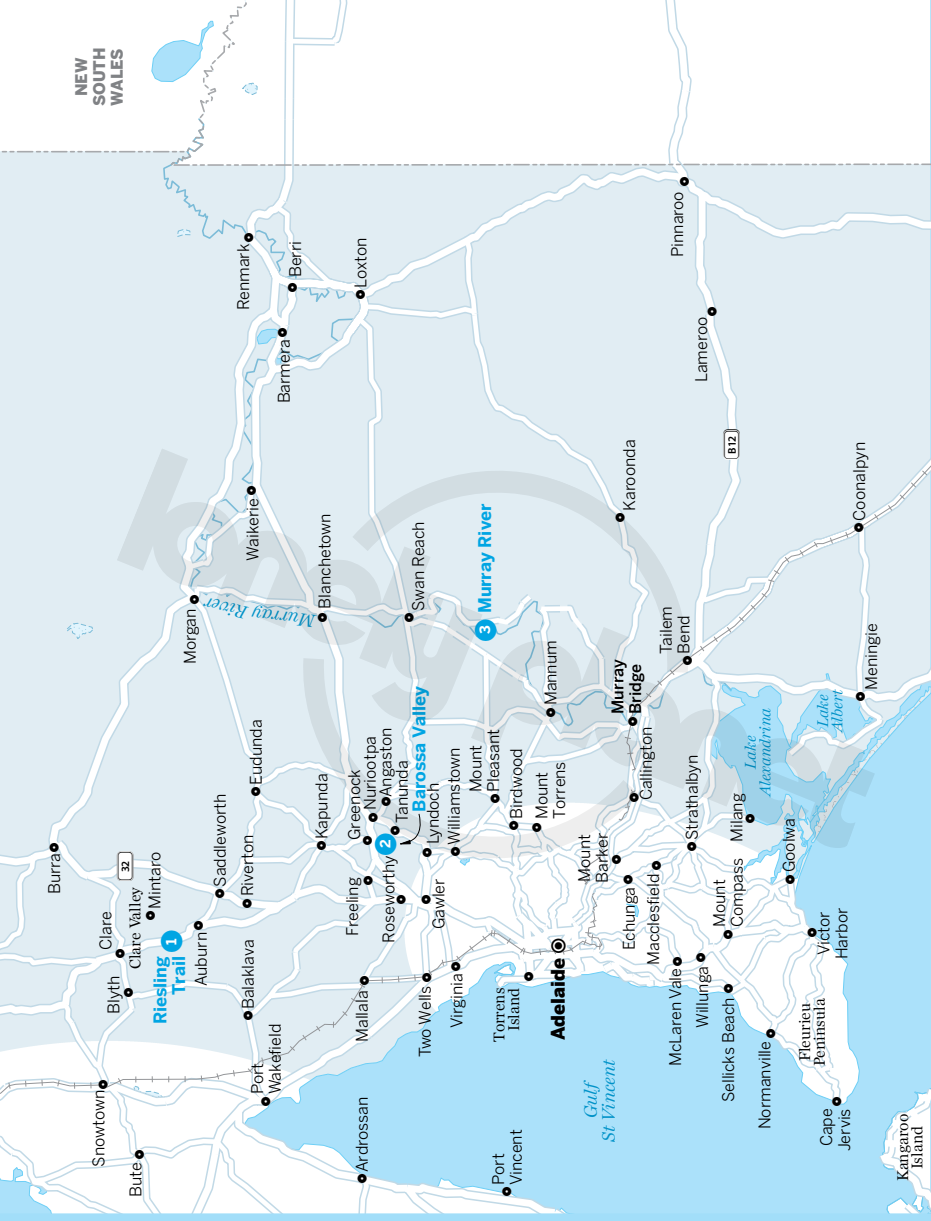 NEW
SOUTH
WALES
Renmark
Berri
Barmera
Loxton
Pinnaroo
Lameroo
B12
Coonalpyn
Karoonda
Waikerie
Morgan
Murray River
Blanchetown
Swan Reach
3 Murray River
Mannum
Tailem
Bend
Murray
Bridge
Meningie
Lake
Albert
Lake
Alexandrina
Burra
32
Eudunda
Saddleworth
Riverton
Kapunda
Greenock
Nuriootpa
Angaston
Tanunda
2 Barossa Valley
Lyndoch
Williamstown
Mount
Pleasant
Birdwood
Mount
Torrens
Callington
Strathalbyn
Milang
Goolwa
Clare
Clare Valley
Mintaro
Blyth
Riesling
Trail 1
Auburn
Balaklava
Freeling
Roseworthy
Gawler
Mallala
Two Wells
Virginia
Torrens
Island
Adelaide
Mount
Barker
Echunga
Macclesfield
Mount
Compass
McLaren Vale
Willunga
Sellicks Beach
Victor
Harbor
Normanville
Fleurieu
Peninsula
Cape
Jervis
Kangaroo
Island
Gulf
St Vincent
Snowtown
Bute
Port
Wakefield
Ardrossan
Port
Vincent
lonely planet